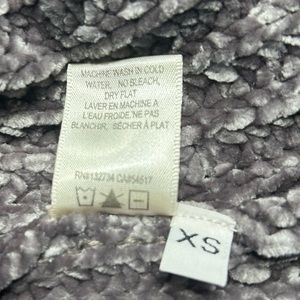 MACHINE WASH IN COLD
WATER, NO BLEACH,
DRY FLAT
LAVER EN MACHINE A
L'EAU FROIDE/NE PAS
BLANCHIR, SÉCHER À PLAT
RN#132734 CA#54617
XS